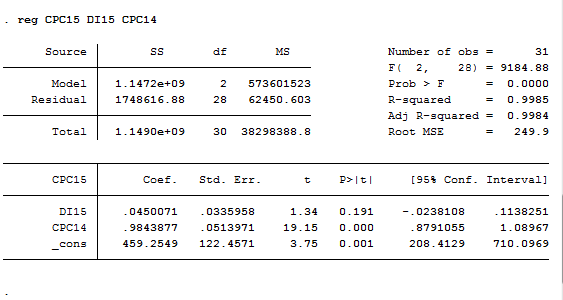 . reg CPC15 DI15 CPC14
Source SS df MS Number of obs = 31
F( 2, 28) = 9184.88
Model 1.1472e+09 2 573601523 Prob > F = 0.0000
Residual 1748616.88 28 62450.603 R-squared = 0.9985
Adj R-squared = 0.9984
Total 1.1490e+09 30 38298388.8 Root MSE = 249.9
CPC15 Coef. Std. Err. t P>|t| [95% Conf. Interval]
DI15 .0450071 .0335958 1.34 0.191 -.0238108 .1138251
CPC14 .9843877 .0513971 19.15 0.000 .8791055 1.08967
_cons 459.2549 122.4571 3.75 0.001 208.4129 710.0969
.